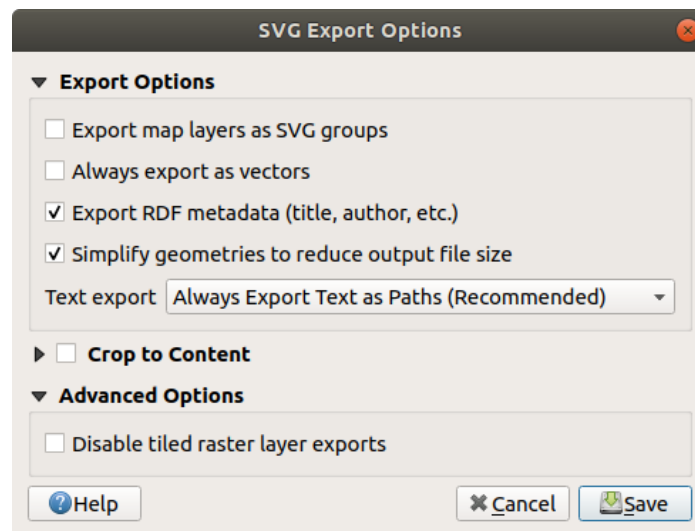 SVG Export Options
Export Options
Export map layers as SVG groups
Always export as vectors
Export RDF metadata (title, author, etc.)
Simplify geometries to reduce output file size
Text export Always Export Text as Paths (Recommended)
Crop to Content
Advanced Options
Disable tiled raster layer exports
?Help Cancel Save